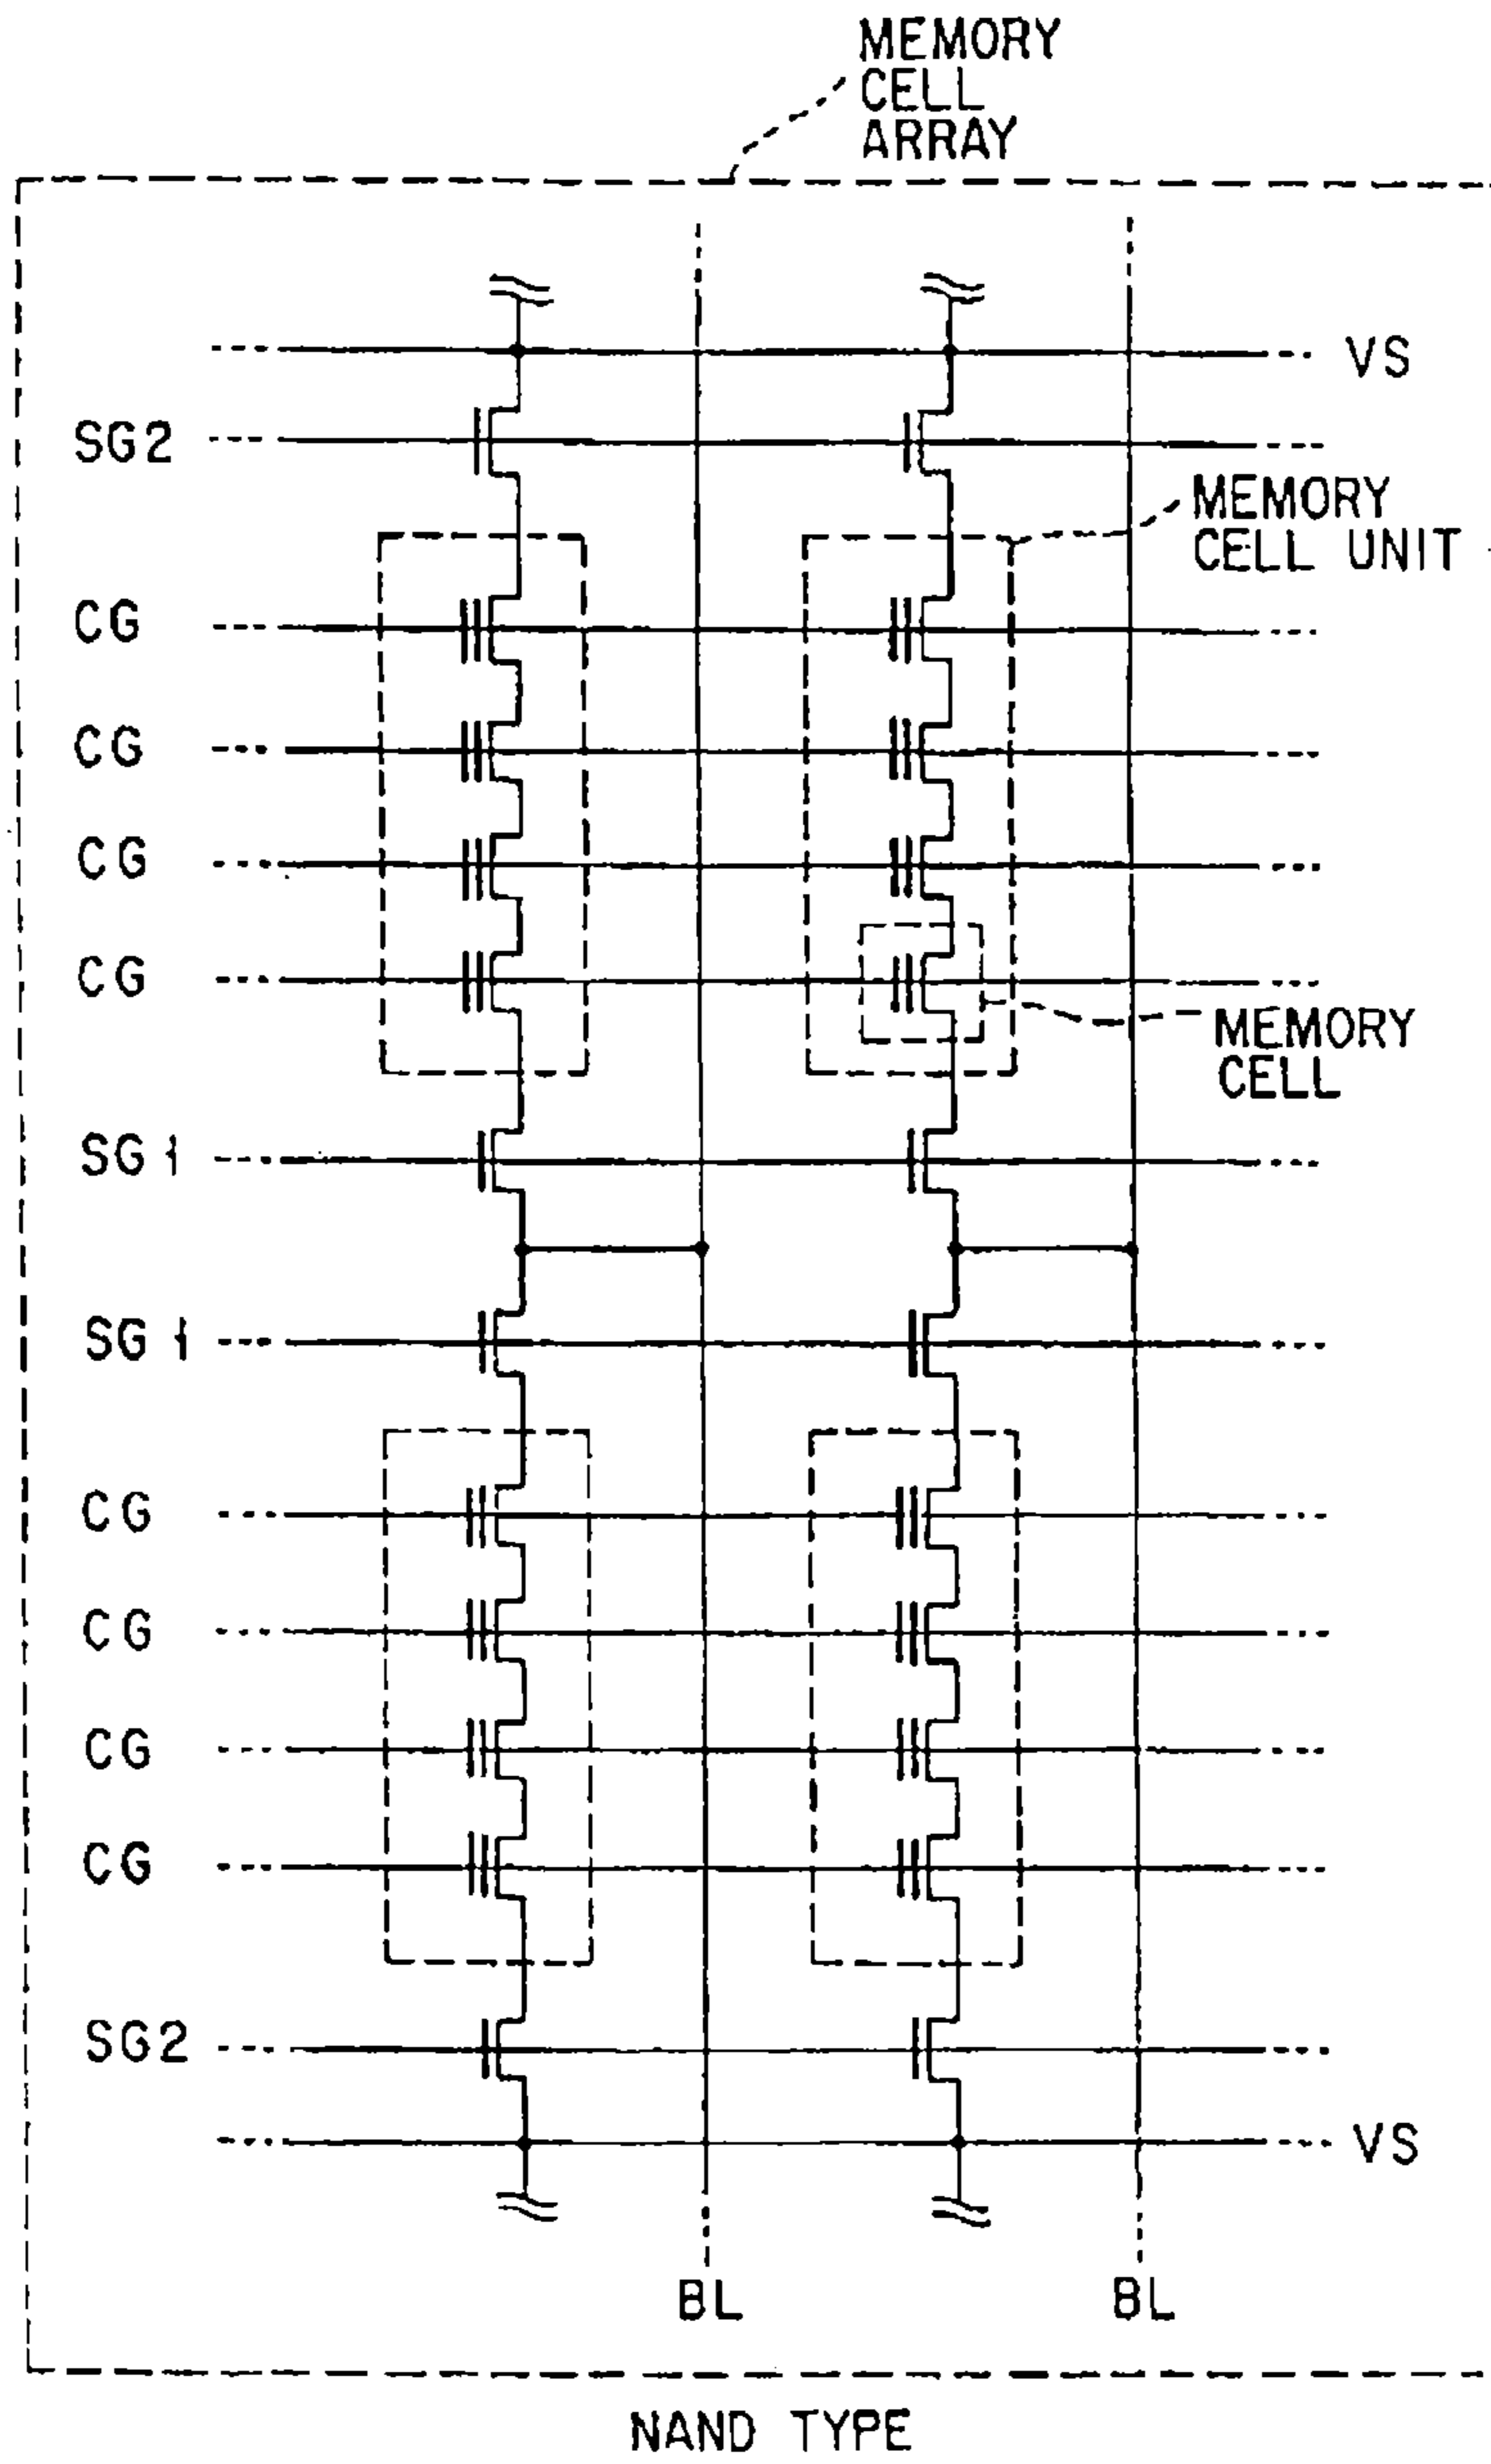 MEMORY
CELL
ARRAY
VS
SG2
MEMORY
CELL UNIT
CG
CG
CG
CG
MEMORY
CELL
SG1
SG1
CG
CG
CG
CG
SG2
VS
BL BL
NAND TYPE